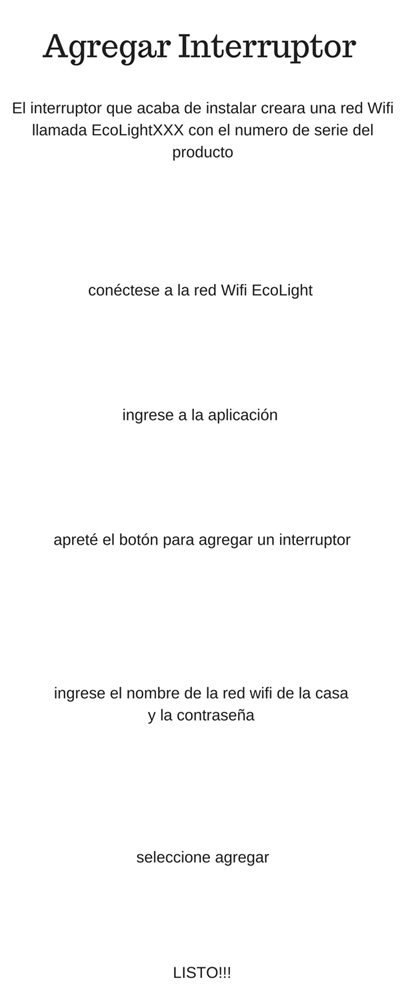 Agregar Interruptor
El interruptor que acaba de instalar creara una red Wifi
llamada EcoLightXXX con el numero de serie del
producto
conéctese a la red Wifi EcoLight
ingrese a la aplicación
apreté el botón para agregar un interruptor
ingrese el nombre de la red wifi de la casa
y la contraseña
seleccione agregar
LISTO!!!